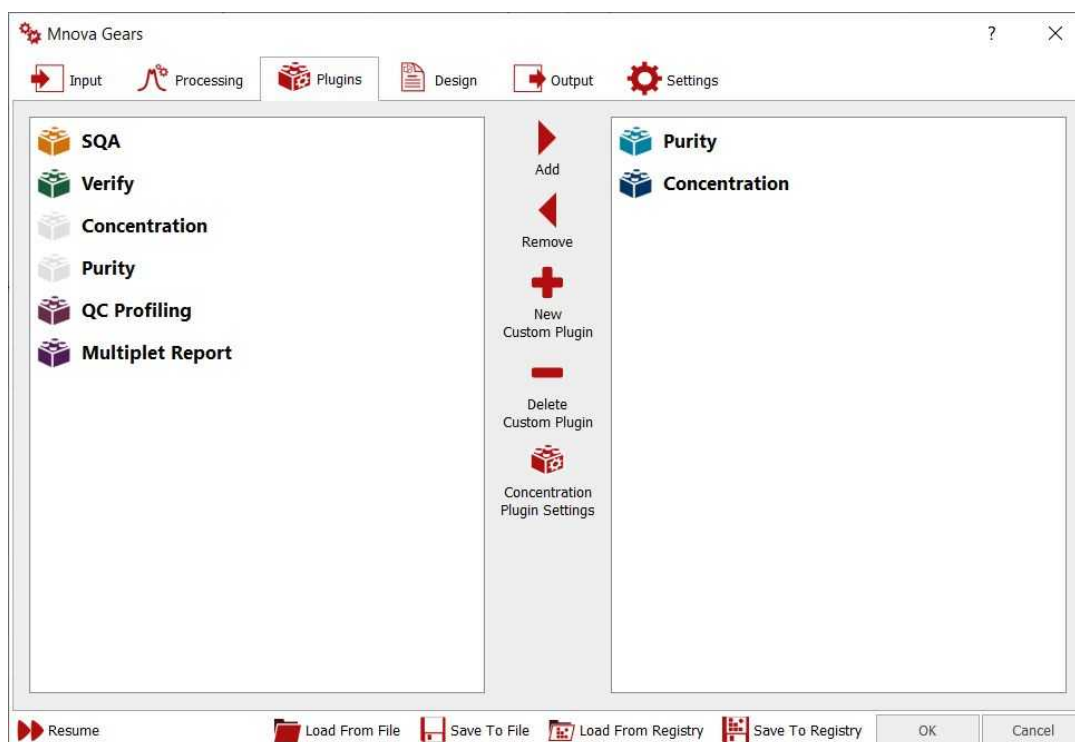 Mnova Gears
?
Input
Processing
Plugins
Design
Output
Settings
SQA
Verify
Concentration
Purity
QC Profiling
Multiplet Report
Add
Remove
New
Custom Plugin
Delete
Custom Plugin
Concentration
Plugin Settings
Purity
Concentration
Resume
Load From File
Save To File
Load From Registry
Save To Registry
OK
Cancel